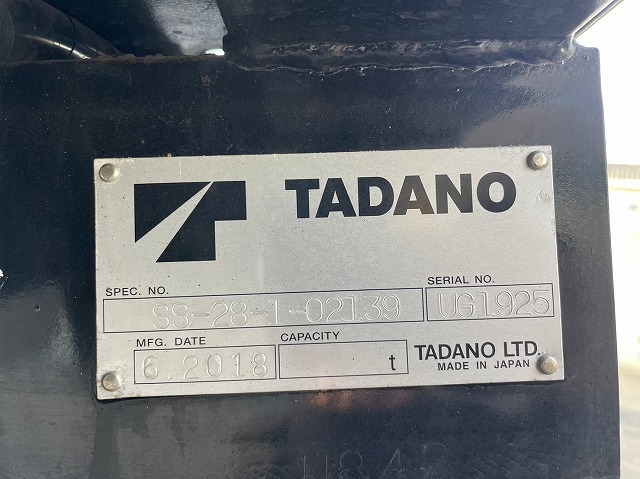 TADANO
SPEC. NO.
SS-28-1-02139
SERIAL NO.
UG1925
MFG. DATE
6.2018
CAPACITY
t
TADANO LTD.
MADE IN JAPAN